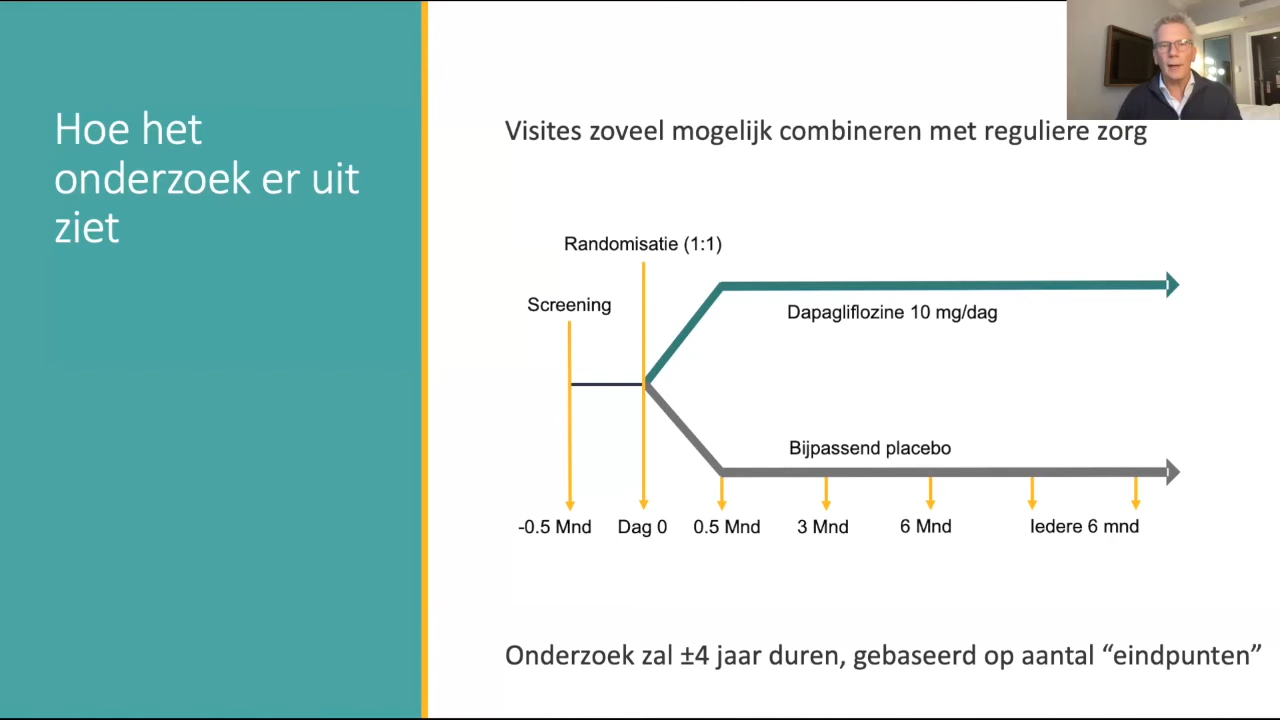 Hoe het
onderzoek er uit
ziet
Visites zoveel mogelijk combineren met reguliere zorg
Randomisatie (1:1)
Screening
Dapagliflozine 10 mg/dag
Bijpassend placebo
-0.5 Mnd
Dag 0
0.5 Mnd
3 Mnd
6 Mnd
Iedere 6 mnd
Onderzoek zal ±4 jaar duren, gebaseerd op aantal “eindpunten”